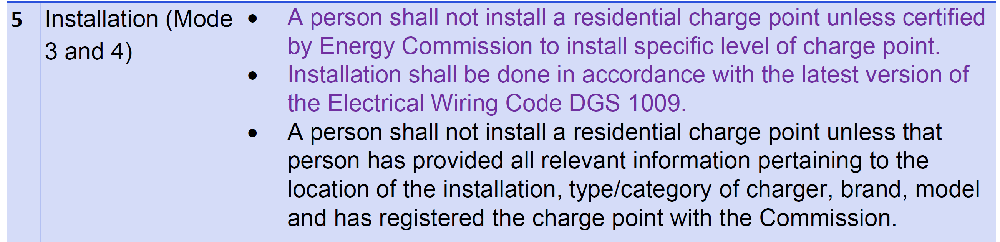 5
Installation (Mode
3 and 4)
● A person shall not install a residential charge point unless certified
by Energy Commission to install specific level of charge point.
● Installation shall be done in accordance with the latest version of
the Electrical Wiring Code DGS 1009.
● A person shall not install a residential charge point unless that
person has provided all relevant information pertaining to the
location of the installation, type/category of charger, brand, model
and has registered the charge point with the Commission.